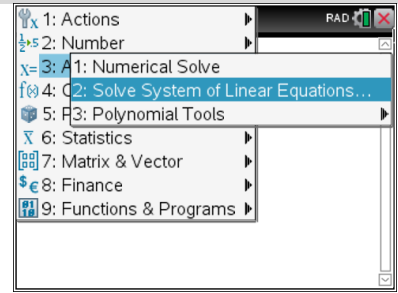 1: Actions
RAD
2: Number
3: A
1: Numerical Solve
4: C
2: Solve System of Linear Equations...
5: P
3: Polynomial Tools
6: Statistics
7: Matrix & Vector
8: Finance
9: Functions & Programs